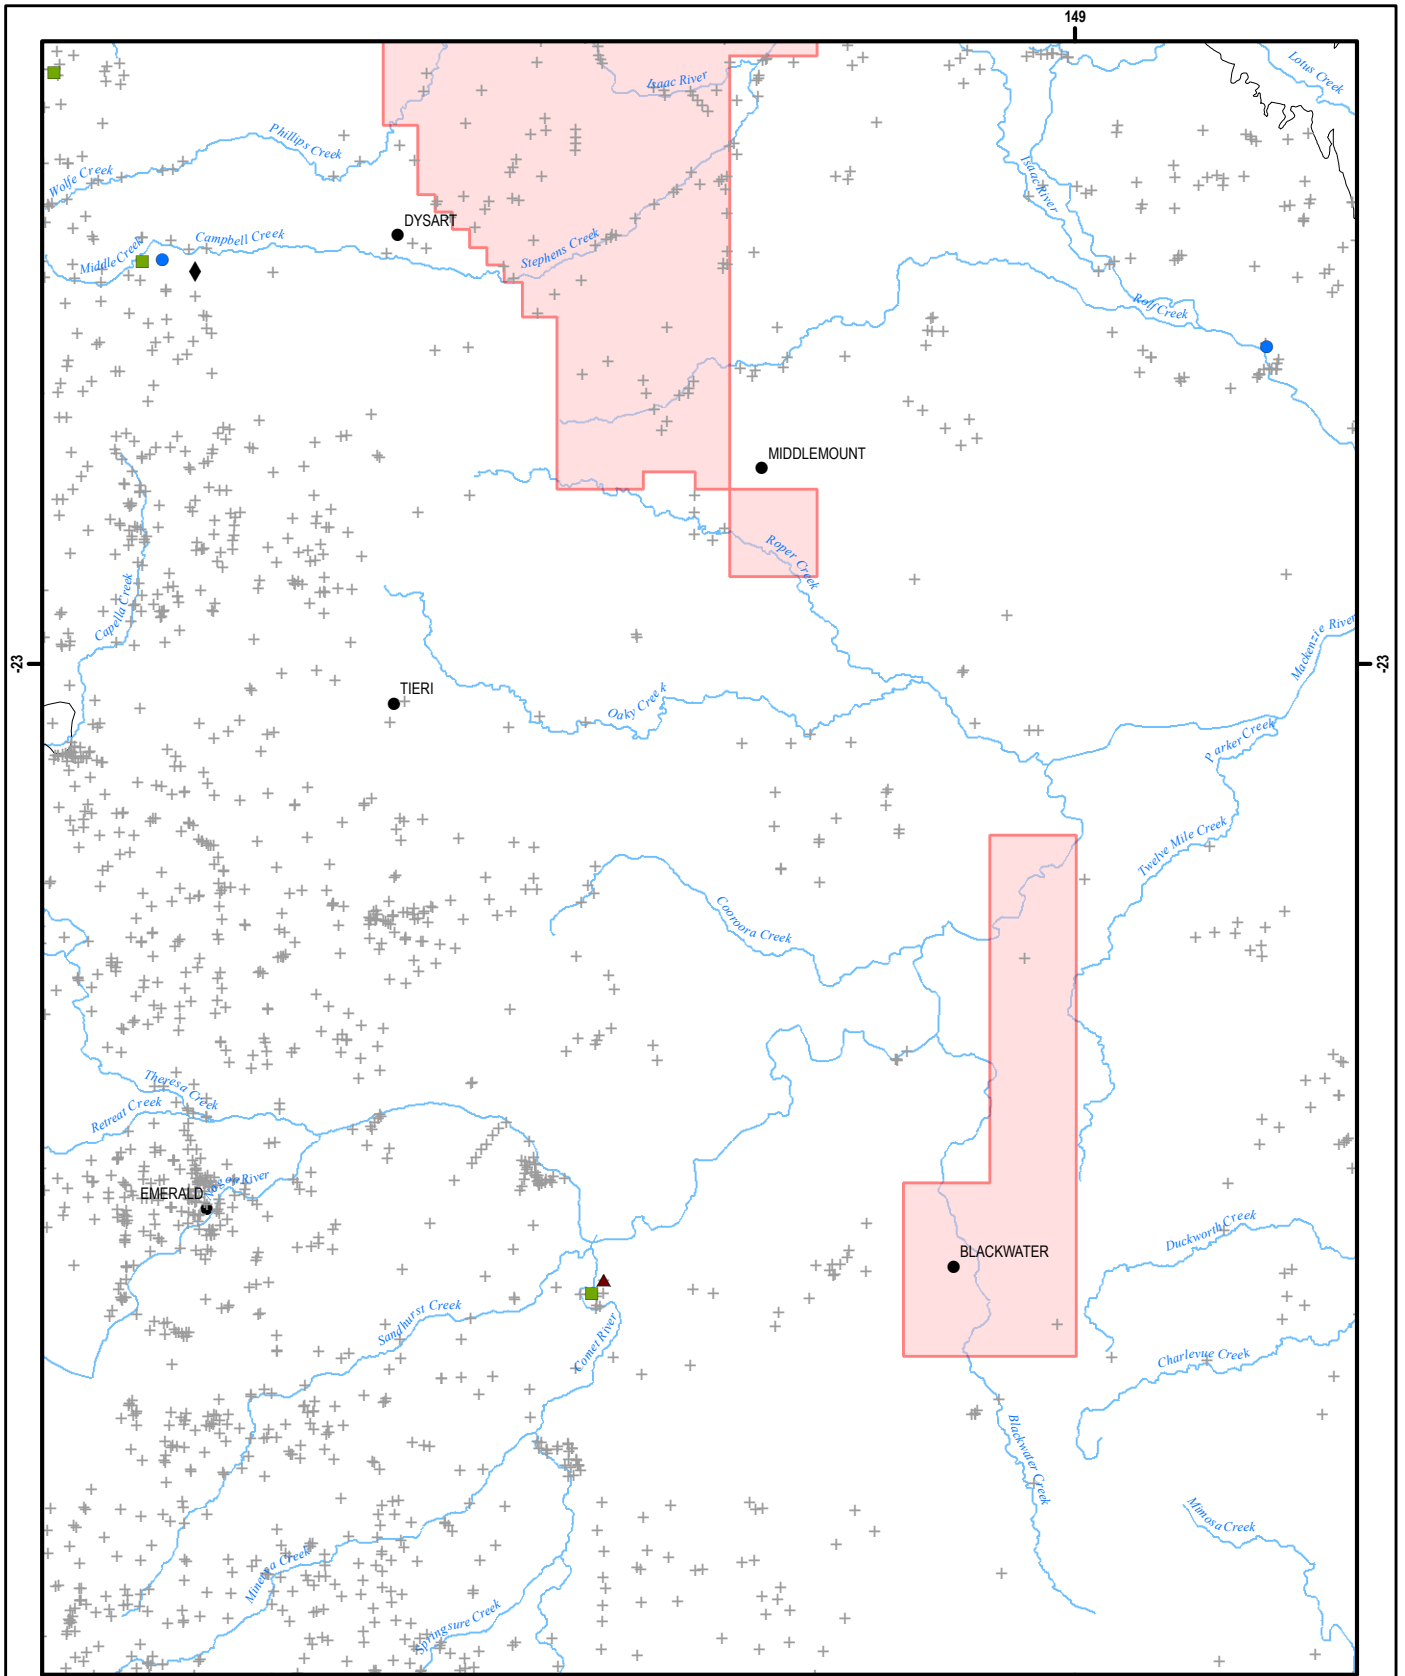 149
Lotus Creek
Isaac River
Phillips Creek
Wolfe Creek
Isaac River
DYSART
Campbell Creek
Middle Creek
Stephens Creek
Rolf Creek
MIDDLEMOUNT
Roper Creek
Capella Creek
Mackenzie River
-23
-23
TIERI
Oaky Creek
Parker Creek
Twelve Mile Creek
Cooroora Creek
Theresa Creek
Retreat Creek
Nogoa River
EMERALD
Duckworth Creek
BLACKWATER
Sandhurst Creek
Comet River
Charlevue Creek
Blackwater Creek
Mimosa Creek
Minerva Creek
Springsure Creek